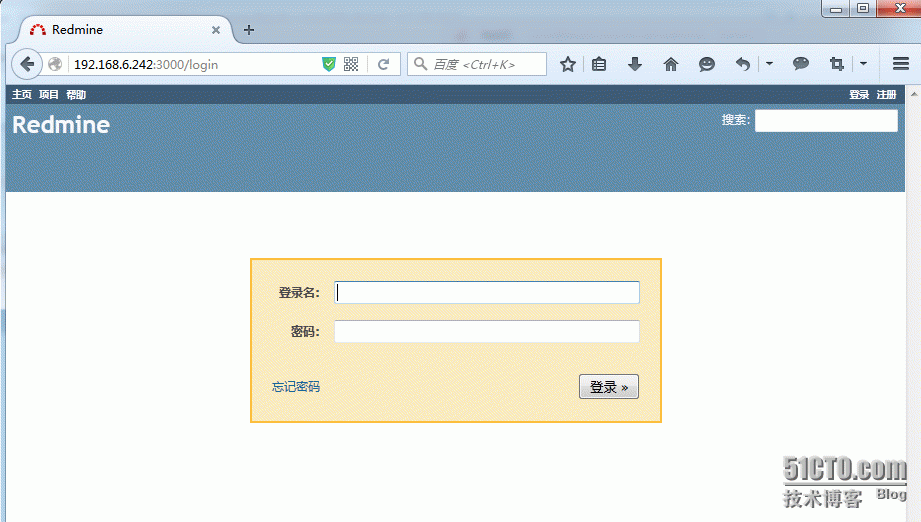 Redmine
192.168.6.242:3000/login
百度 <Ctrl+K>
主页 项目 帮助
登录 注册
Redmine
搜索:
登录名:
密码:
忘记密码
登录 »
51CTO.com
技术博客 Blog